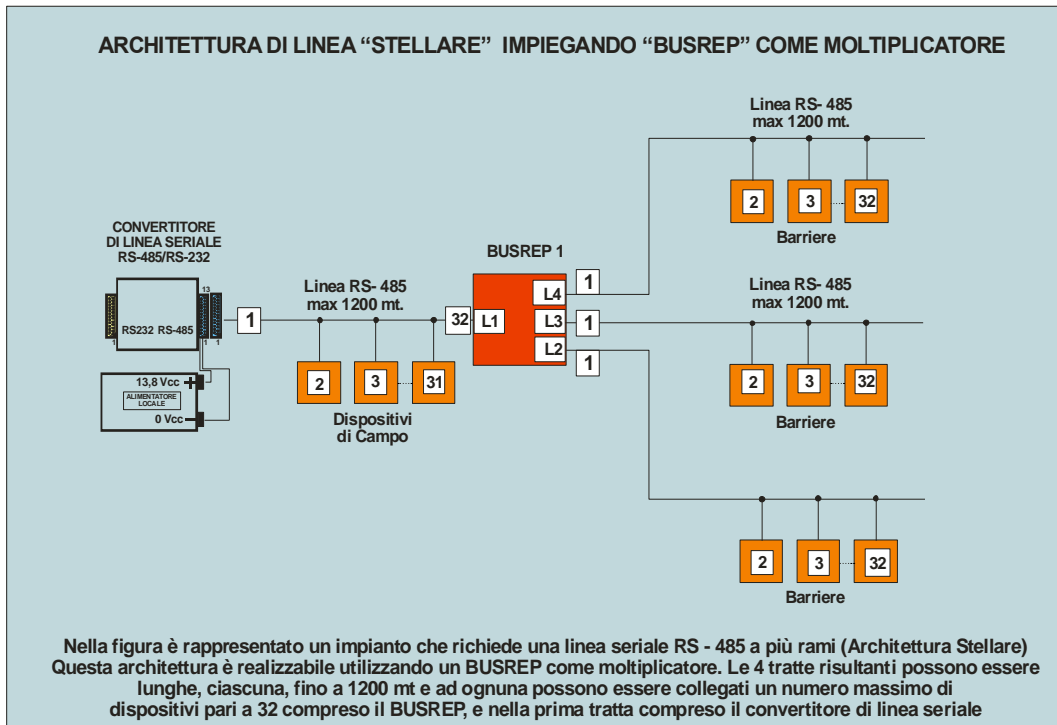 ARCHITETTURA DI LINEA “STELLARE” IMPIEGANDO “BUSREP” COME MOLTIPLICATORE
Linea RS- 485
max 1200 mt.
2
3
32
Barriere
CONVERTITORE
DI LINEA SERIALE
RS-485/RS-232
13
RS232 RS-485
1
1
1
13,8 Vcc
+
ALIMENTATORE
LOCALE
0 Vcc
−
1
Linea RS- 485
max 1200 mt.
2
3
31
Dispositivi
di Campo
32
BUSREP 1
L1
L4
L3
L2
1
1
1
Linea RS- 485
max 1200 mt.
2
3
32
Barriere
2
3
32
Barriere
Nella figura è rappresentato un impianto che richiede una linea seriale RS - 485 a più rami (Architettura Stellare)
Questa architettura è realizzabile utilizzando un BUSREP come moltiplicatore. Le 4 tratte risultanti possono essere
lunghe, ciascuna, fino a 1200 mt e ad ognuna possono essere collegati un numero massimo di
dispositivi pari a 32 compreso il BUSREP, e nella prima tratta compreso il convertitore di linea seriale